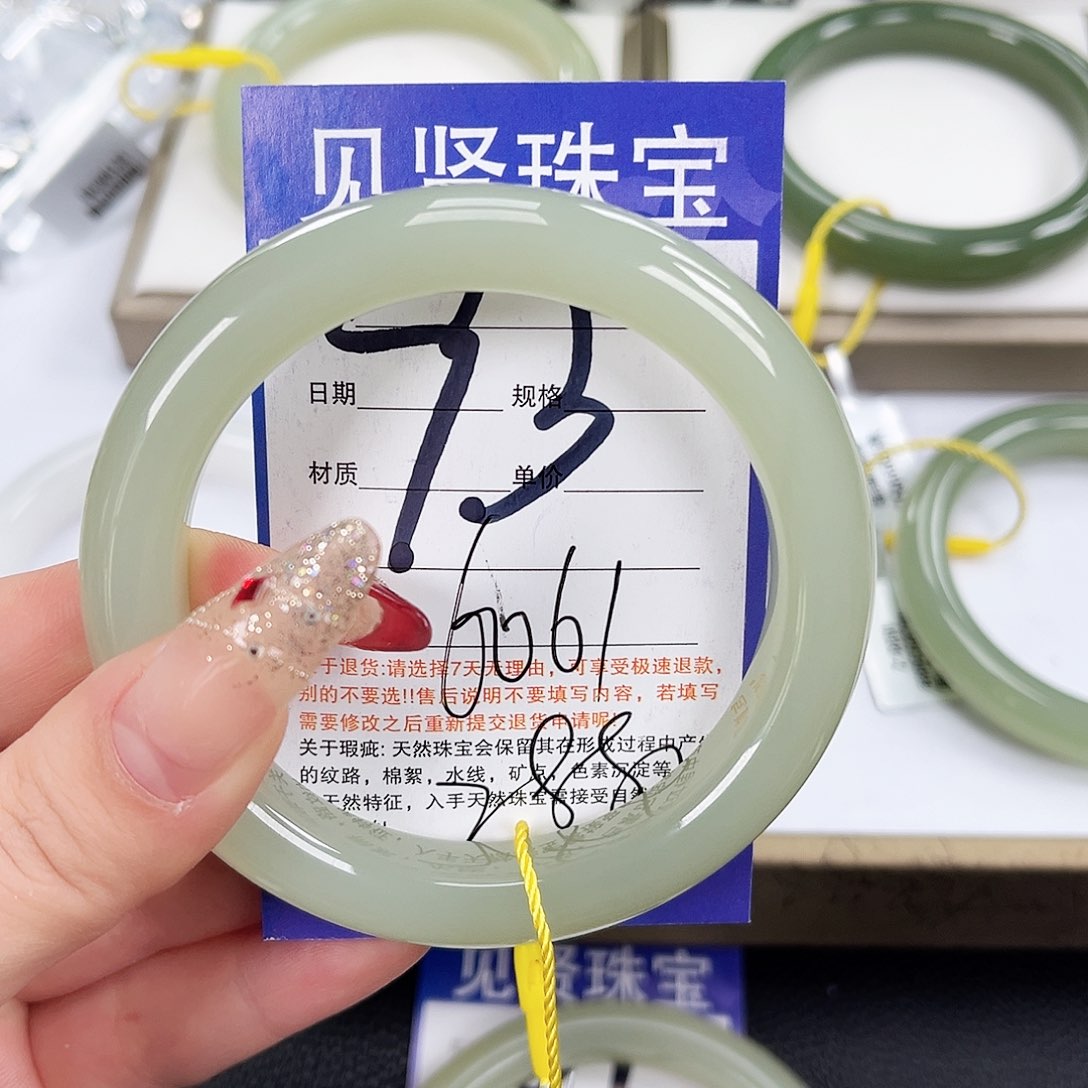 见贤珠宝
73
日期 规格
材质 单价
6061
于退货:请选择7天无理由，可享受极速退款，
别的不要选!!售后说明不要填写内容，若填写
需要修改之后重新提交退货申请呢!
关于瑕疵:天然珠宝会保留其在形成过程中产
的纹路，棉絮，水线，矿点，色素沉淀等
天然特征，入手天然珠宝需接受自
285
见贤珠宝